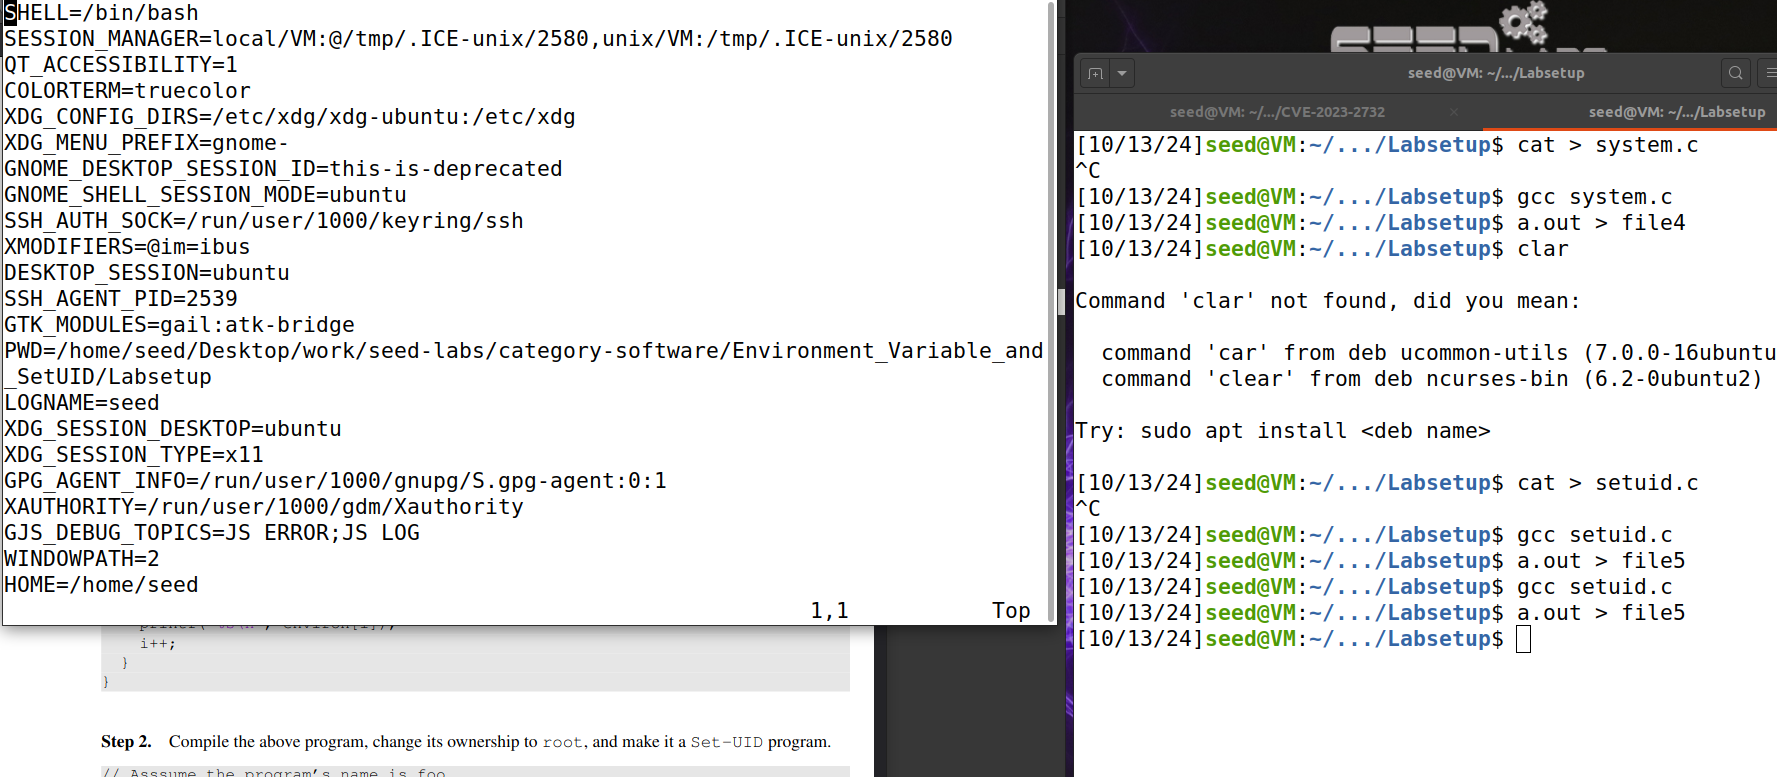 SHELL=/bin/bash
SESSION_MANAGER=local/VM:@/tmp/.ICE-unix/2580,unix/VM:/tmp/.ICE-unix/2580
QT_ACCESSIBILITY=1
COLORTERM=truecolor
XDG_CONFIG_DIRS=/etc/xdg/xdg-ubuntu:/etc/xdg
XDG_MENU_PREFIX=gnome-
GNOME_DESKTOP_SESSION_ID=this-is-deprecated
GNOME_SHELL_SESSION_MODE=ubuntu
SSH_AUTH_SOCK=/run/user/1000/keyring/ssh
XMODIFIERS=@im=ibus
DESKTOP_SESSION=ubuntu
SSH_AGENT_PID=2539
GTK_MODULES=gail:atk-bridge
PWD=/home/seed/Desktop/work/seed-labs/category-software/Environment_Variable_and
_SetUID/Labsetup
LOGNAME=seed
XDG_SESSION_DESKTOP=ubuntu
XDG_SESSION_TYPE=x11
GPG_AGENT_INFO=/run/user/1000/gnupg/S.gpg-agent:0:1
XAUTHORITY=/run/user/1000/gdm/Xauthority
GJS_DEBUG_TOPICS=JS ERROR;JS LOG
WINDOWPATH=2
HOME=/home/seed
1,1 Top
i++;
}
}
Step 2. Compile the above program, change its ownership to root, and make it a Set-UID program.
// Asssume the program's name is foo
seed@VM: ~/.../Labsetup
seed@VM: ~/.../CVE-2023-2732
seed@VM: ~/.../Labsetup
[10/13/24]seed@VM:~/.../Labsetup$ cat > system.c
^C
[10/13/24]seed@VM:~/.../Labsetup$ gcc system.c
[10/13/24]seed@VM:~/.../Labsetup$ a.out > file4
[10/13/24]seed@VM:~/.../Labsetup$ clar
Command 'clar' not found, did you mean:
command 'car' from deb ucommon-utils (7.0.0-16ubuntu
command 'clear' from deb ncurses-bin (6.2-0ubuntu2)
Try: sudo apt install <deb name>
[10/13/24]seed@VM:~/.../Labsetup$ cat > setuid.c
^C
[10/13/24]seed@VM:~/.../Labsetup$ gcc setuid.c
[10/13/24]seed@VM:~/.../Labsetup$ a.out > file5
[10/13/24]seed@VM:~/.../Labsetup$ gcc setuid.c
[10/13/24]seed@VM:~/.../Labsetup$ a.out > file5
[10/13/24]seed@VM:~/.../Labsetup$